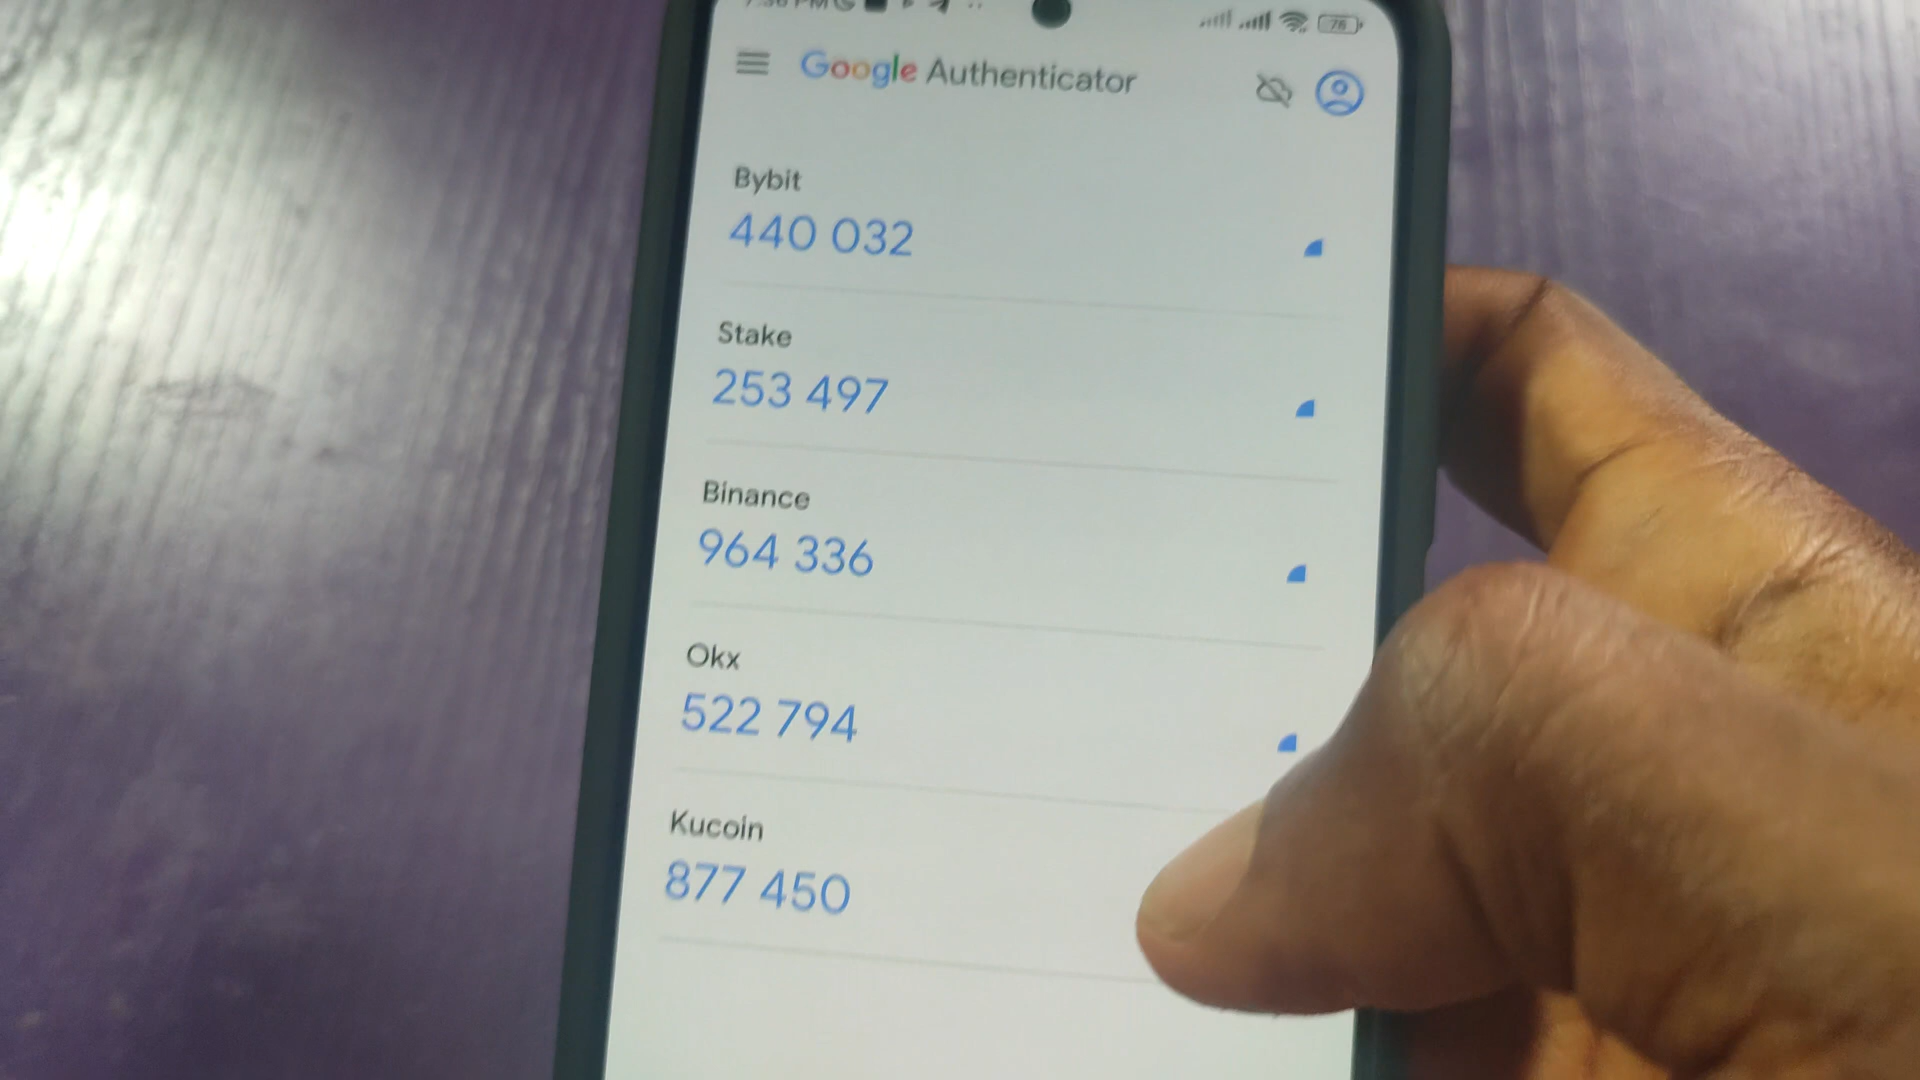 Google Authenticator
Bybit
440 032
Stake
253 497
Binance
964 336
Okx
522 794
Kucoin
877 450